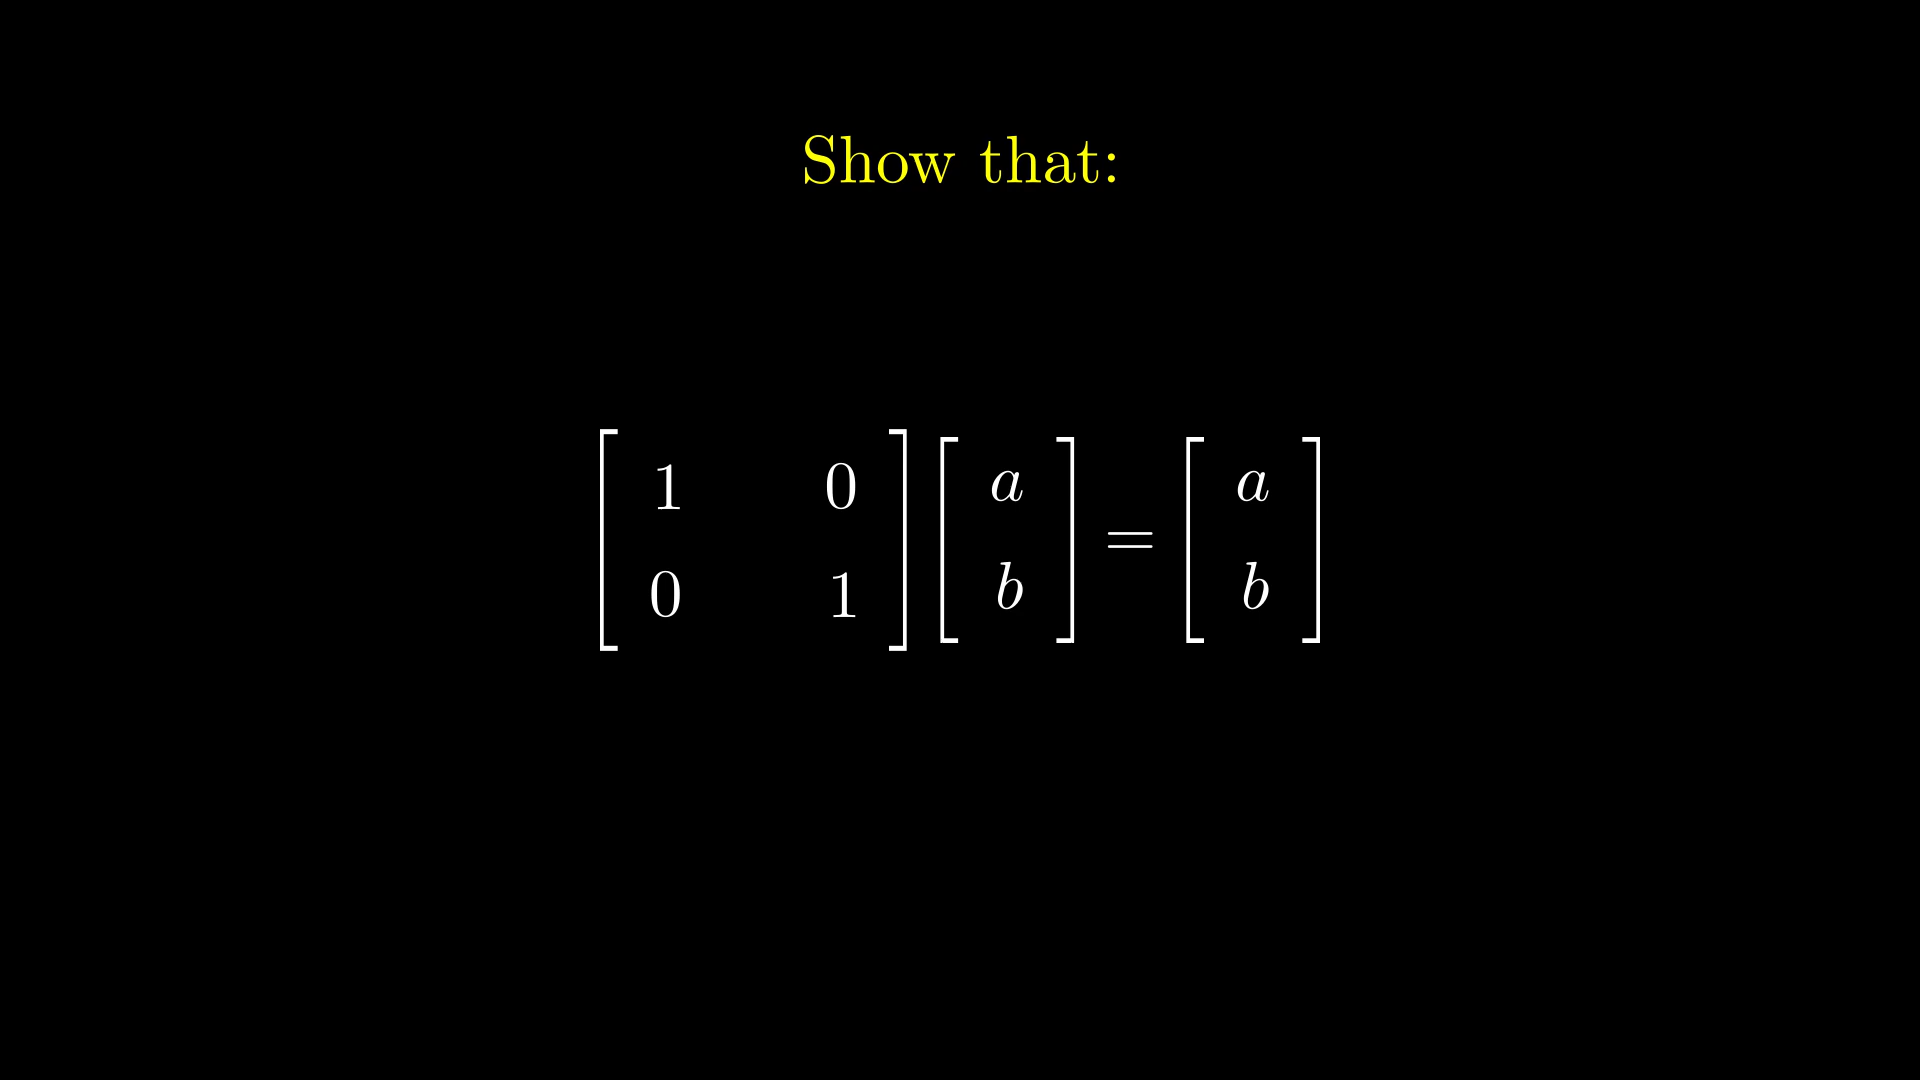 Show that:
[1 0; 0 1] [a; b] = [a; b]